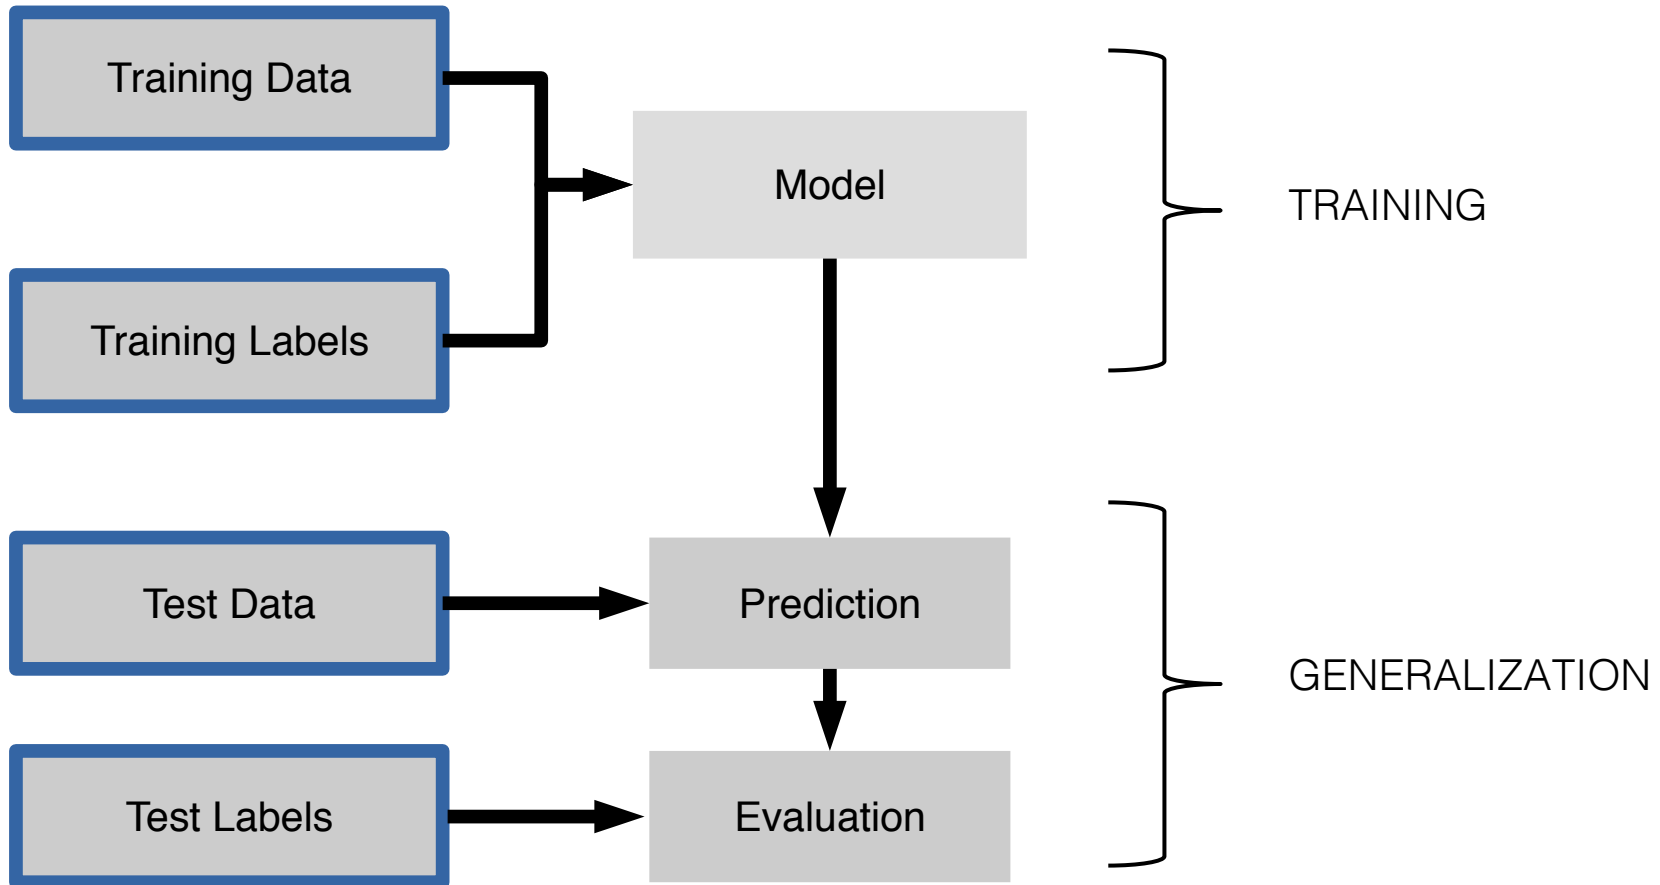 Training Data
Model
TRAINING
Training Labels
Test Data
Prediction
GENERALIZATION
Test Labels
Evaluation